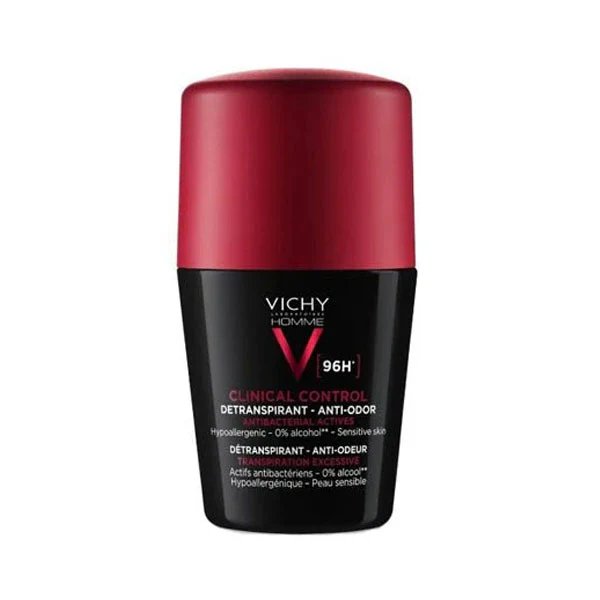 VICHY
LABORATOIRES
HOMME
V
[96H*]
CLINICAL CONTROL
DETRANSPIRANT - ANTI-ODOR
ANTIBACTERIAL ACTIVES
Hypoallergenic - 0% alcohol** - Sensitive skin
DÉTRANSPIRANT - ANTI-ODEUR
TRANSPIRATION EXCESSIVE
Actifs antibactériens - 0% alcool**
Hypoallergénique - Peau sensible